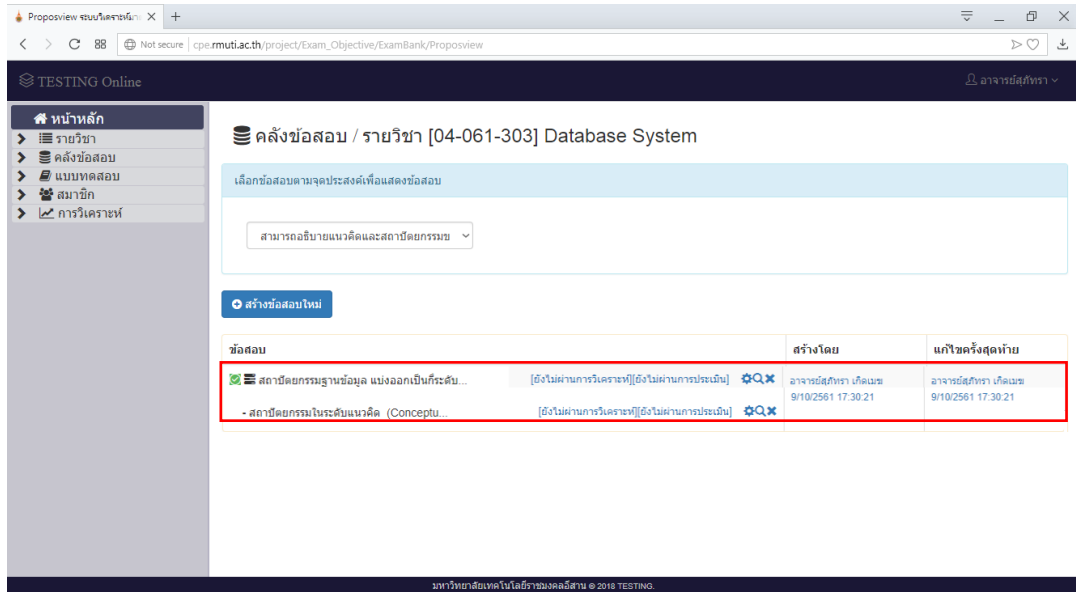 Proposview ระบบวิเคราะห์
Not secure cpe.rmuti.ac.th/project/Exam_Objective/ExamBank/Proposview
TESTING Online
อาจารย์สุภัทรา
หน้าหลัก
รายวิชา
คลังข้อสอบ
แบบทดสอบ
สมาชิก
การวิเคราะห์
คลังข้อสอบ / รายวิชา [04-061-303] Database System
เลือกข้อสอบตามจุดประสงค์เพื่อแสดงข้อสอบ
สามารถอธิบายแนวคิดและสถาปัตยกรรมข
สร้างข้อสอบใหม่
ข้อสอบ สร้างโดย แก้ไขครั้งสุดท้าย
สถาปัตยกรรมฐานข้อมูล แบ่งออกเป็นกี่ระดับ... [ยังไม่ผ่านการวิเคราะห์][ยังไม่ผ่านการประเมิน] อาจารย์สุภัทรา เกิดเมฆ อาจารย์สุภัทรา เกิดเมฆ
9/10/2561 17:30:21 9/10/2561 17:30:21
- สถาปัตยกรรมในระดับแนวคิด (Conceptu... [ยังไม่ผ่านการวิเคราะห์][ยังไม่ผ่านการประเมิน]
มหาวิทยาลัยเทคโนโลยีราชมงคลอีสาน © 2018 TESTING.